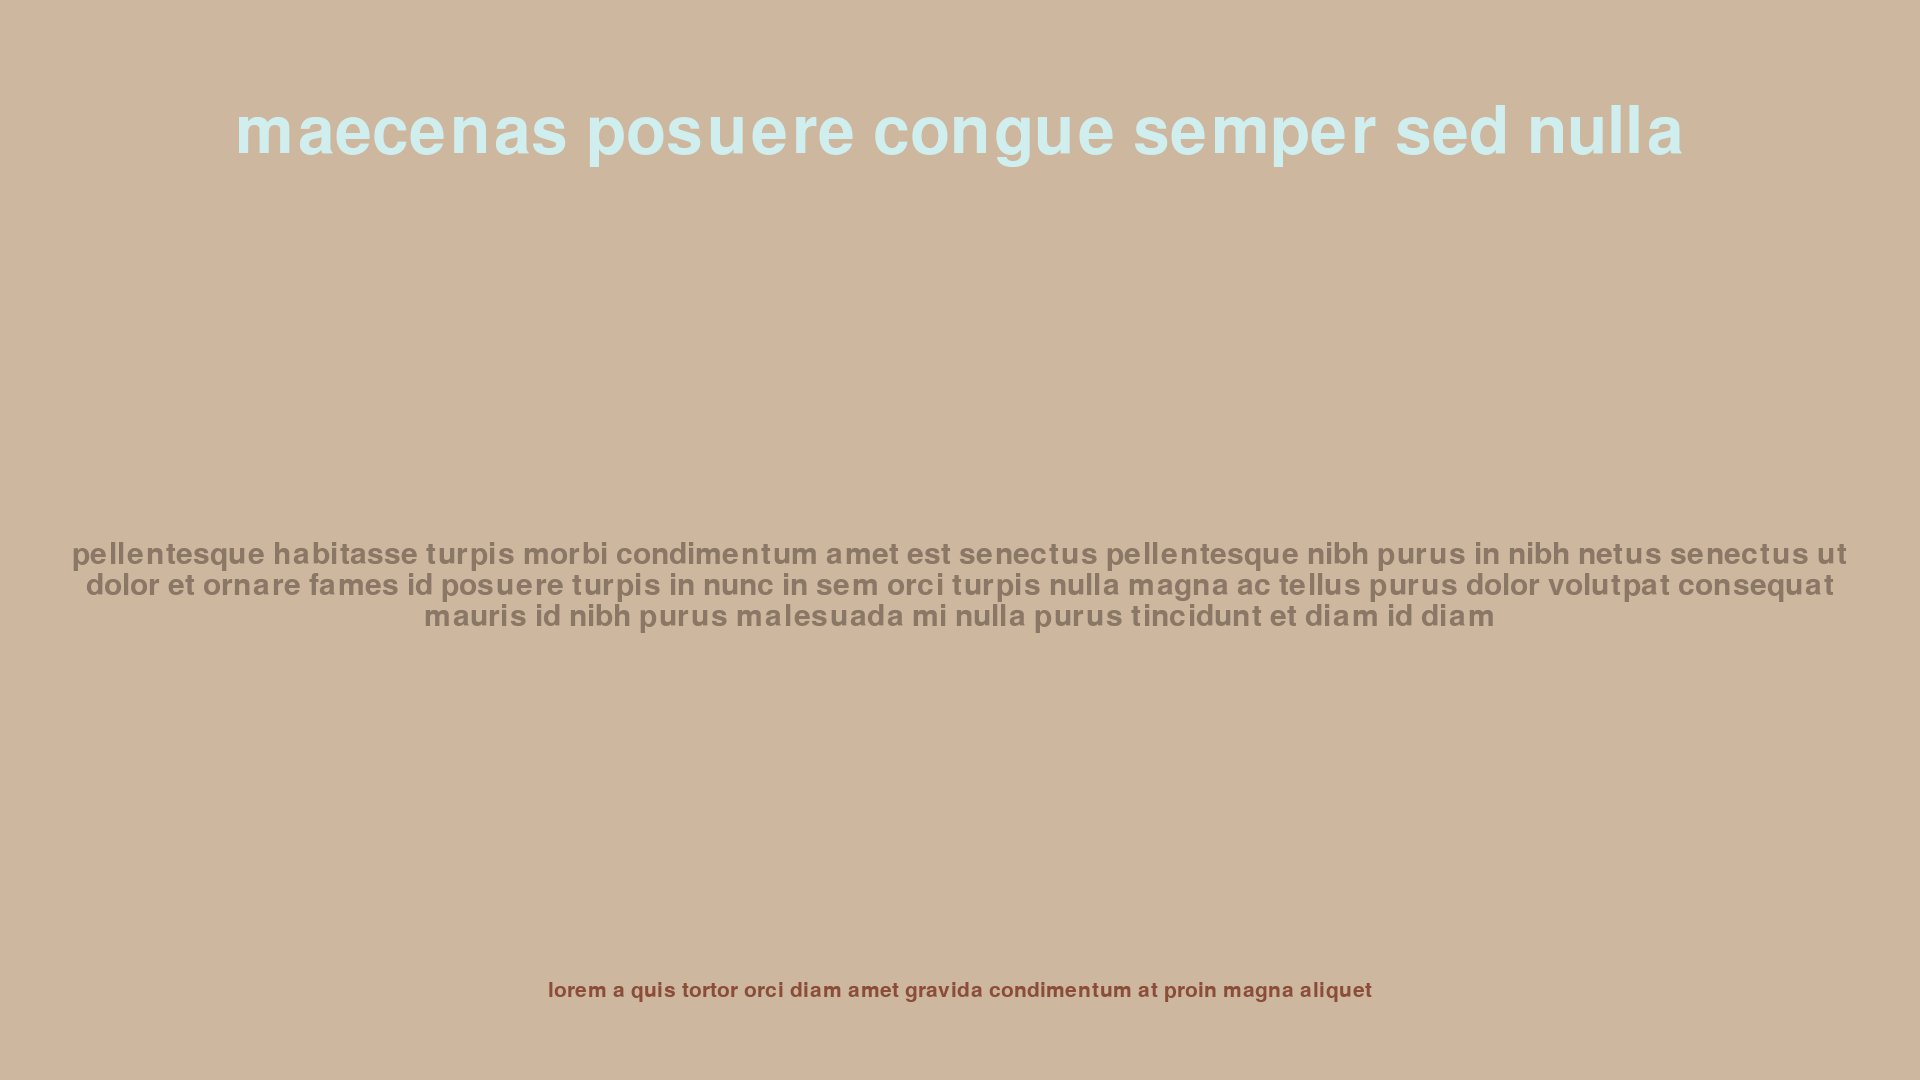 maecenas posuere congue semper sed nulla
pellentesque habitasse turpis morbi condimentum amet est senectus pellentesque nibh purus in nibh netus senectus ut
dolor et ornare fames id posuere turpis in nunc in sem orci turpis nulla magna ac tellus purus dolor volutpat consequat
mauris id nibh purus malesuada mi nulla purus tincidunt et diam id diam
lorem a quis tortor orci diam amet gravida condimentum at proin magna aliquet